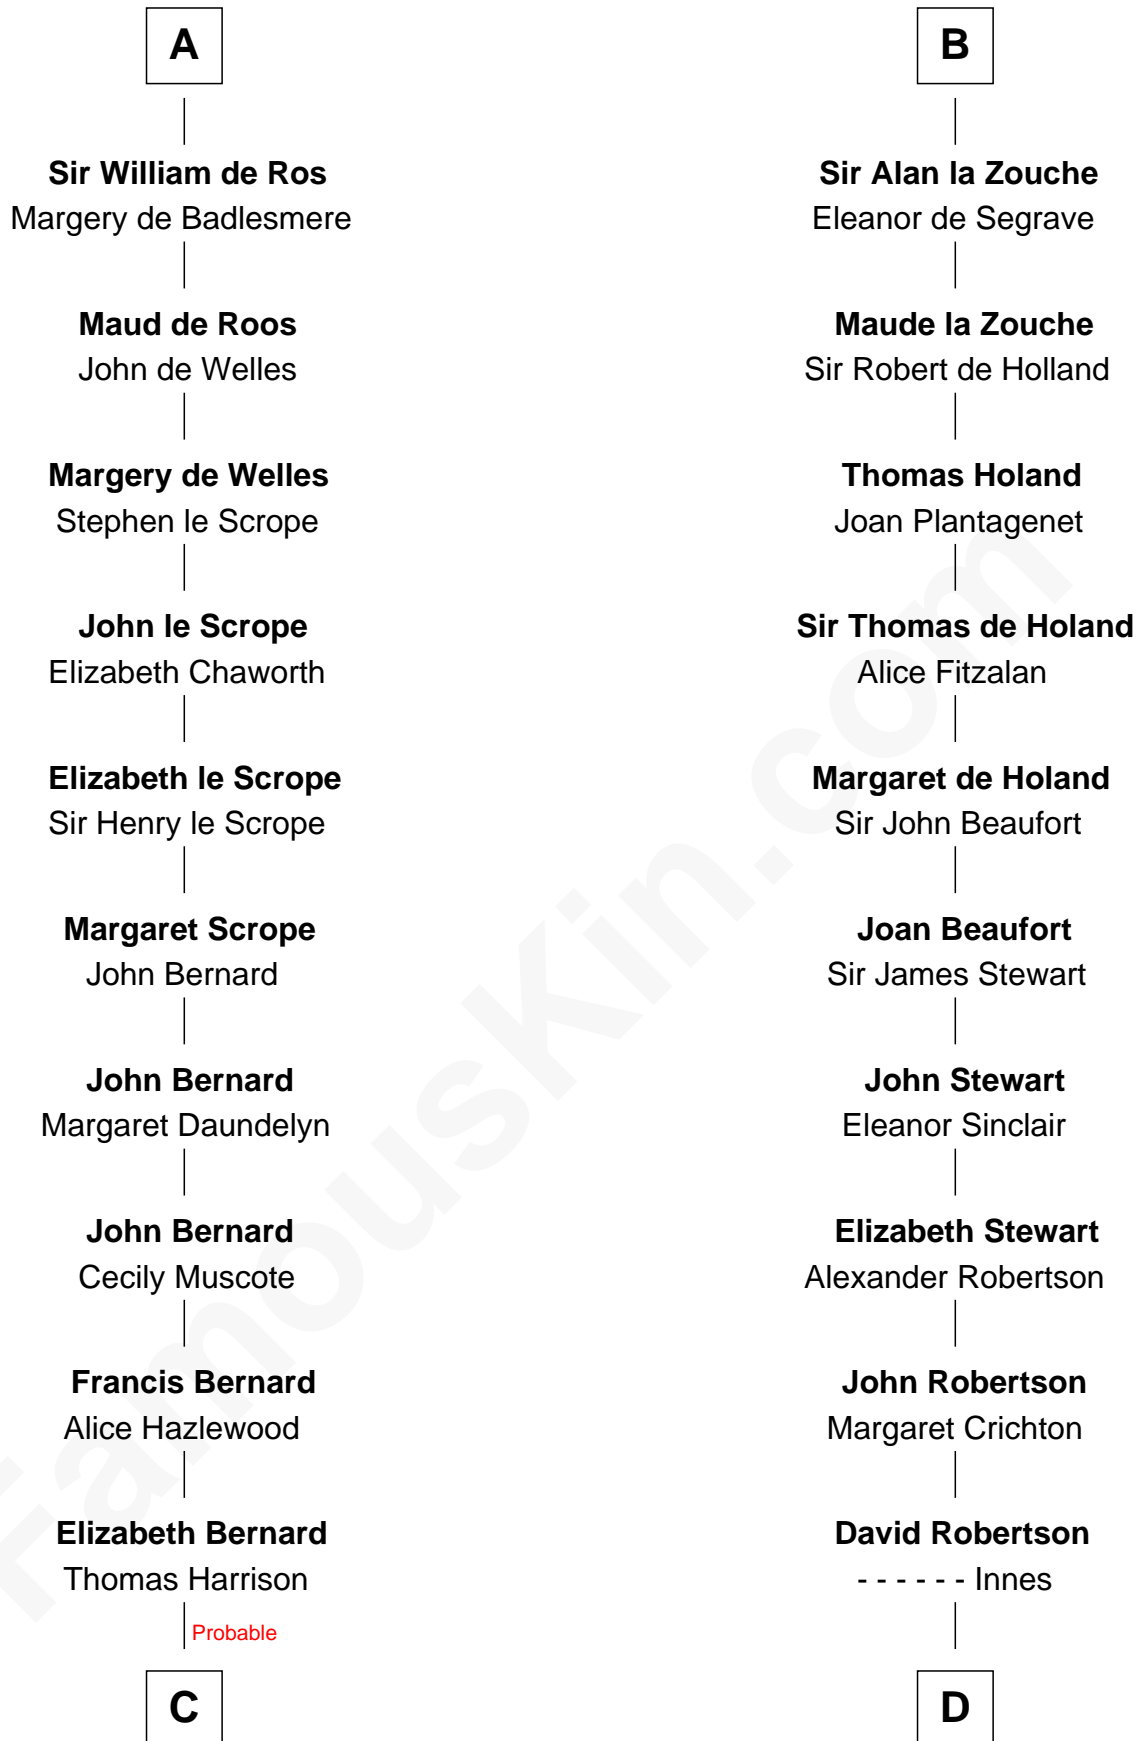 A
Sir William de Ros
Margery de Badlesmere
Maud de Roos
John de Welles
Margery de Welles
Stephen le Scrope
John le Scrope
Elizabeth Chaworth
Elizabeth le Scrope
Sir Henry le Scrope
Margaret Scrope
John Bernard
John Bernard
Margaret Daundelyn
John Bernard
Cecily Muscote
Francis Bernard
Alice Hazlewood
Elizabeth Bernard
Thomas Harrison
Probable
C
B
Sir Alan la Zouche
Eleanor de Segrave
Maude la Zouche
Sir Robert de Holland
Thomas Holand
Joan Plantagenet
Sir Thomas de Holand
Alice Fitzalan
Margaret de Holand
Sir John Beaufort
Joan Beaufort
Sir James Stewart
John Stewart
Eleanor Sinclair
Elizabeth Stewart
Alexander Robertson
John Robertson
Margaret Crichton
David Robertson
- - - - - - Innes
D
FamousKin.com